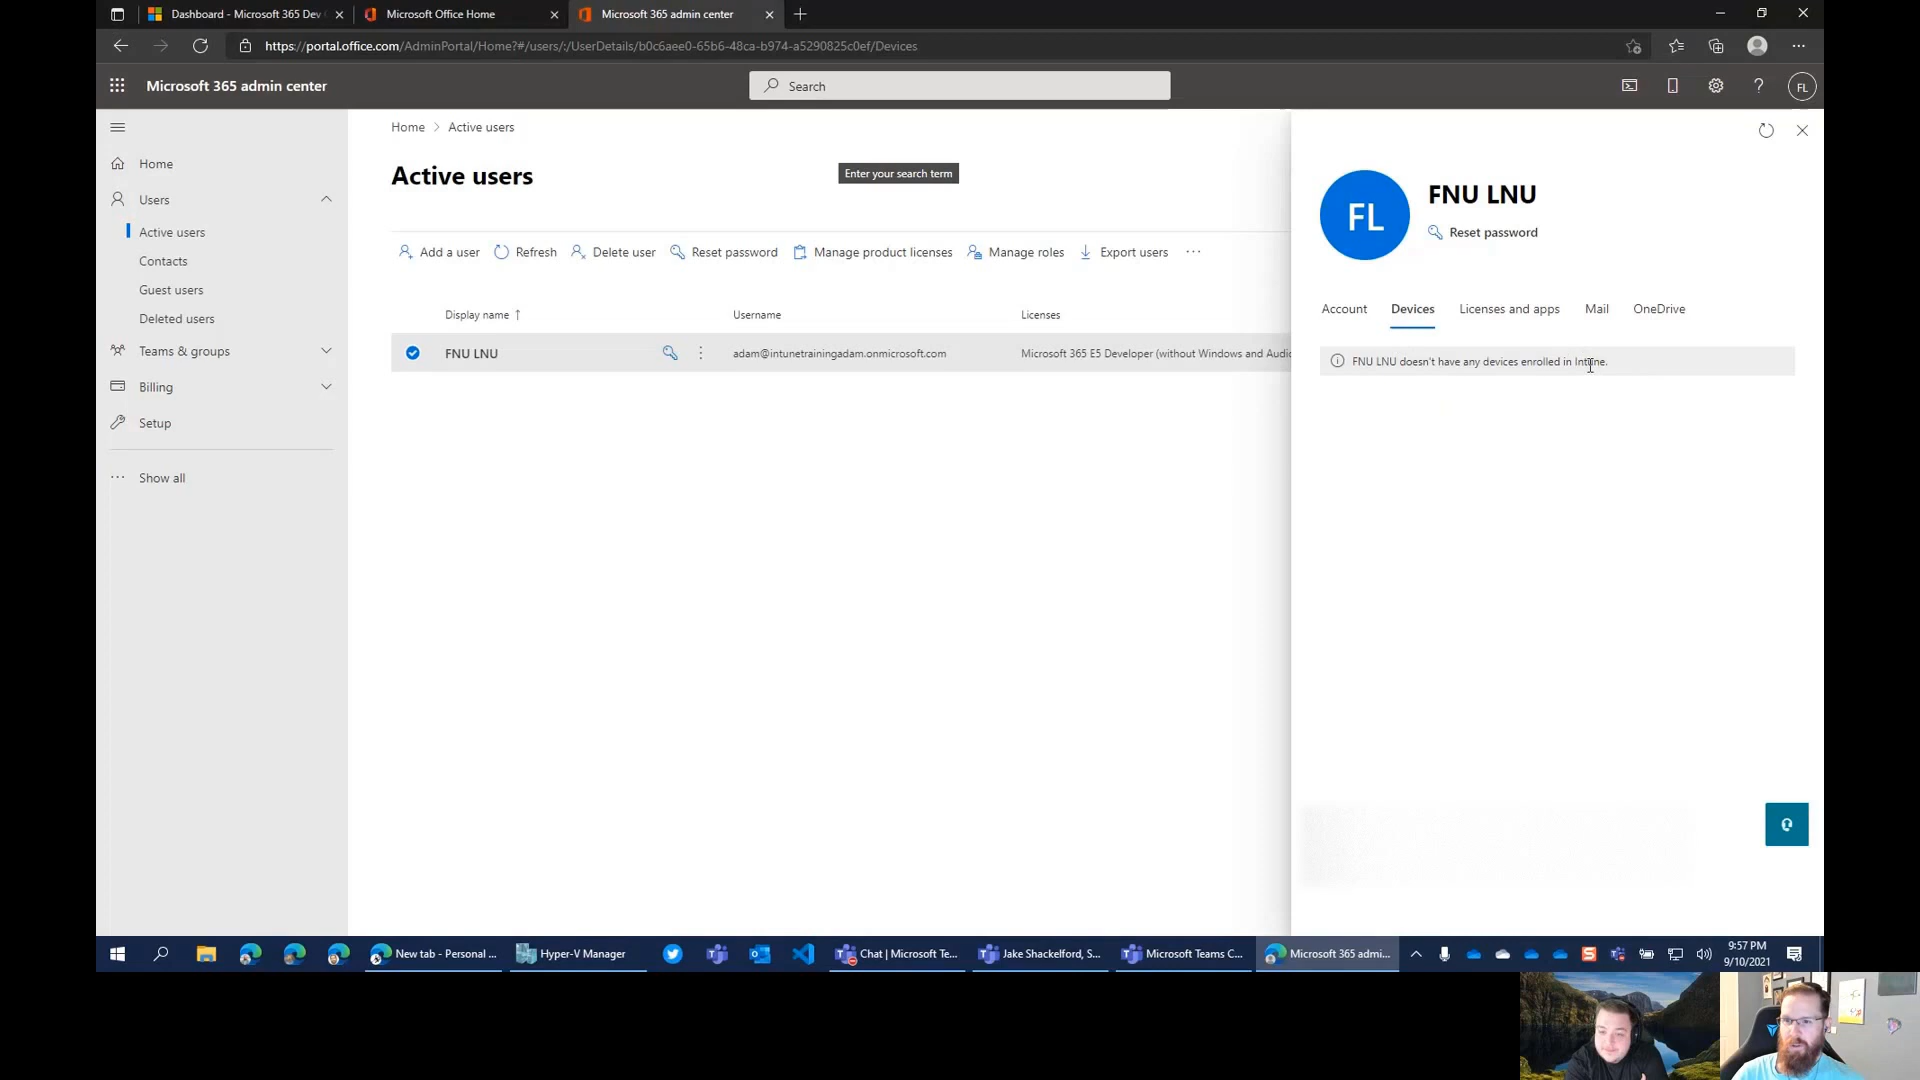 Dashboard - Microsoft 365 Dev
Microsoft Office Home
Microsoft 365 admin center
https://portal.office.com/AdminPortal/Home?#/users/:/UserDetails/b0c6aee0-65b6-48ca-b974-a5290825c0ef/Devices
Microsoft 365 admin center
Search
?
FL
Home
Users
Active users
Contacts
Guest users
Deleted users
Teams & groups
Billing
Setup
Show all
Home > Active users
Active users
Enter your search term
Add a user
Refresh
Delete user
Reset password
Manage product licenses
Manage roles
Export users
Display name ↑
Username
Licenses
FNU LNU
adam@intunetrainingadam.onmicrosoft.com
Microsoft 365 E5 Developer (without Windows and Audio
FL
FNU LNU
Reset password
Account
Devices
Licenses and apps
Mail
OneDrive
FNU LNU doesn't have any devices enrolled in Intune.
New tab - Personal ...
Hyper-V Manager
Chat | Microsoft Te...
Jake Shackelford, S...
Microsoft Teams C...
Microsoft 365 admi...
9:57 PM
9/10/2021